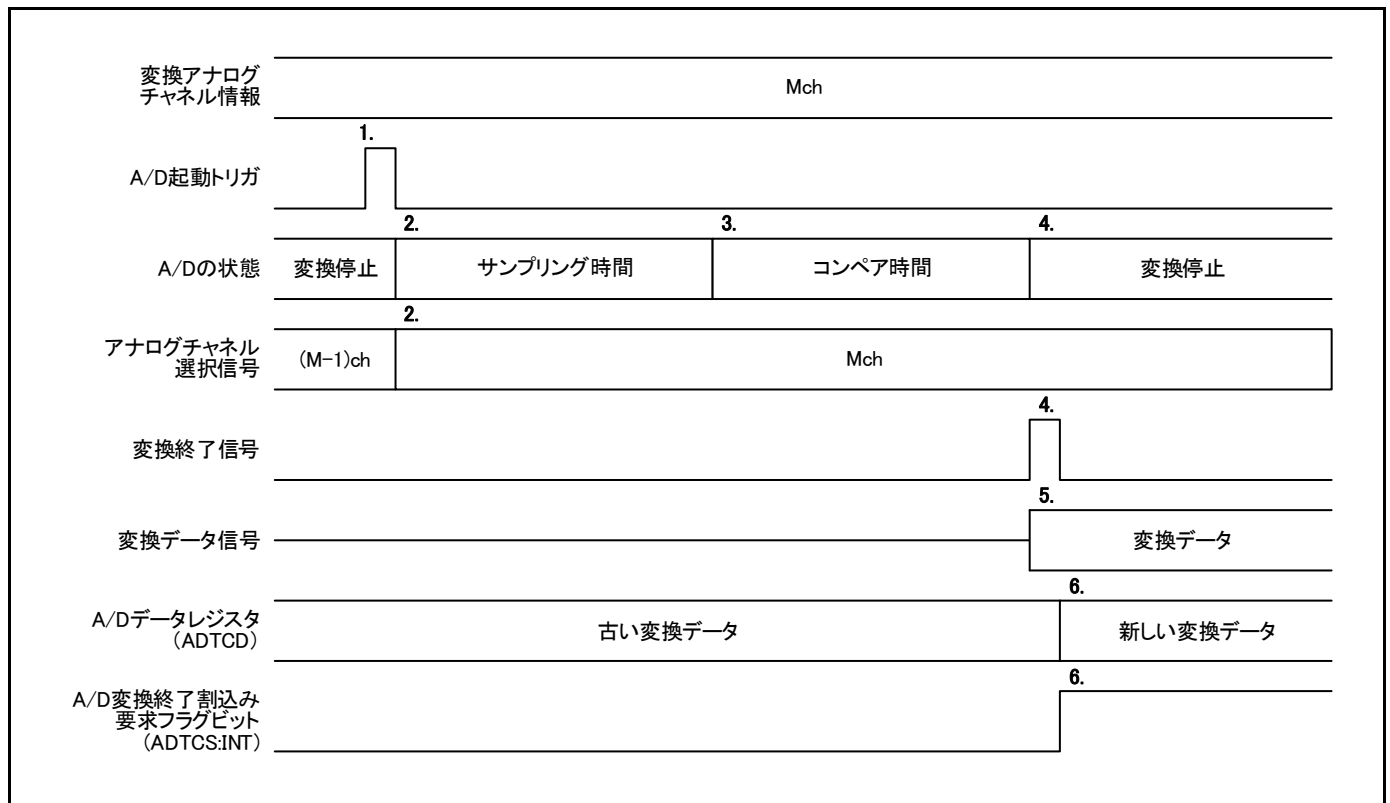 変換アナログ
チャネル情報
Mch
1.
A/D起動トリガ
2.
3.
4.
A/Dの状態
変換停止
サンプリング時間
コンペア時間
変換停止
2.
アナログチャネル
選択信号
(M-1)ch
Mch
4.
変換終了信号
5.
変換データ信号
変換データ
6.
A/Dデータレジスタ
(ADTCD)
古い変換データ
新しい変換データ
6.
A/D変換終了割込み
要求フラグビット
(ADTCS:INT)